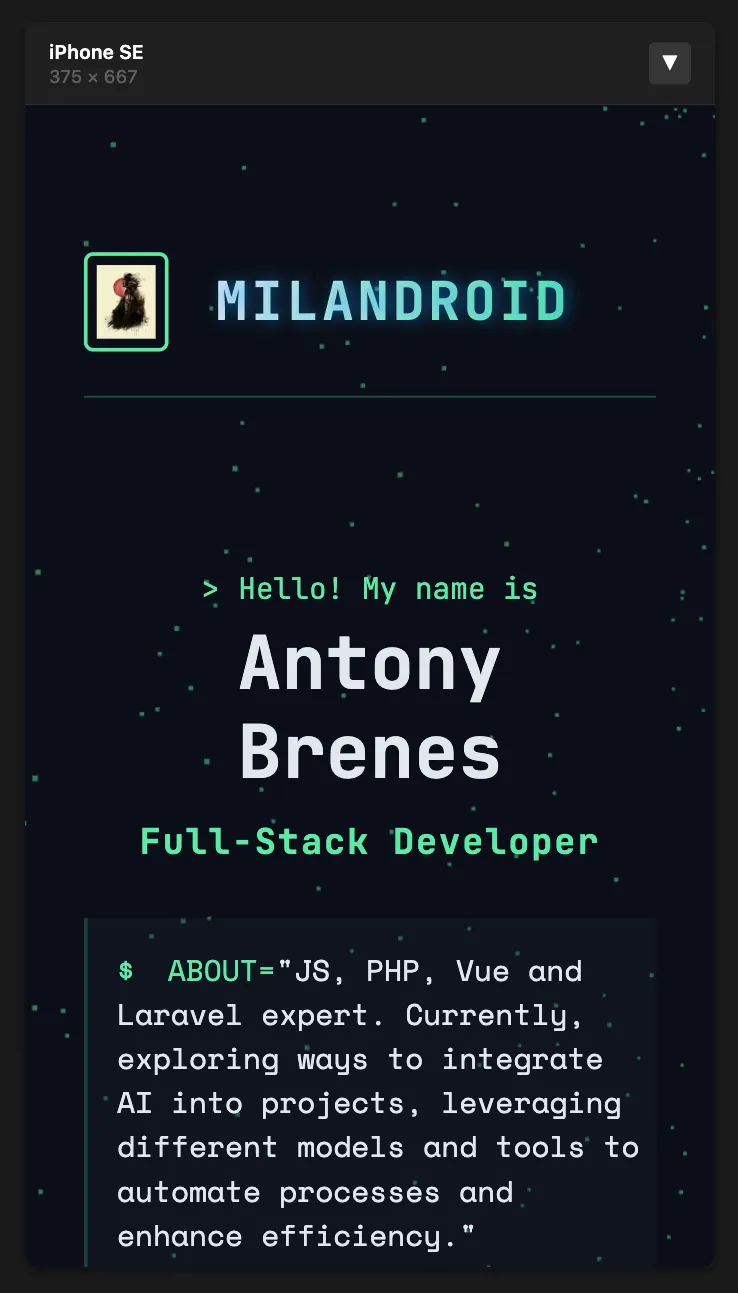 iPhone SE
375 × 667
▼
MILANDROID
> Hello! My name is
Antony
Brenes
Full-Stack Developer
$ ABOUT="JS, PHP, Vue and
Laravel expert. Currently,
exploring ways to integrate
AI into projects, leveraging
different models and tools to
automate processes and
enhance efficiency."